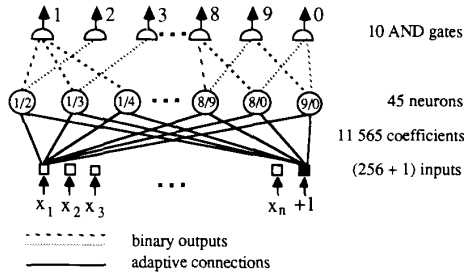 1 2 3 8 9 0 10 AND gates
1/2 1/3 1/4 8/9 8/0 9/0 45 neurons
11 565 coefficients
(256 + 1) inputs
x1 x2 x3 xn +1
binary outputs
adaptive connections